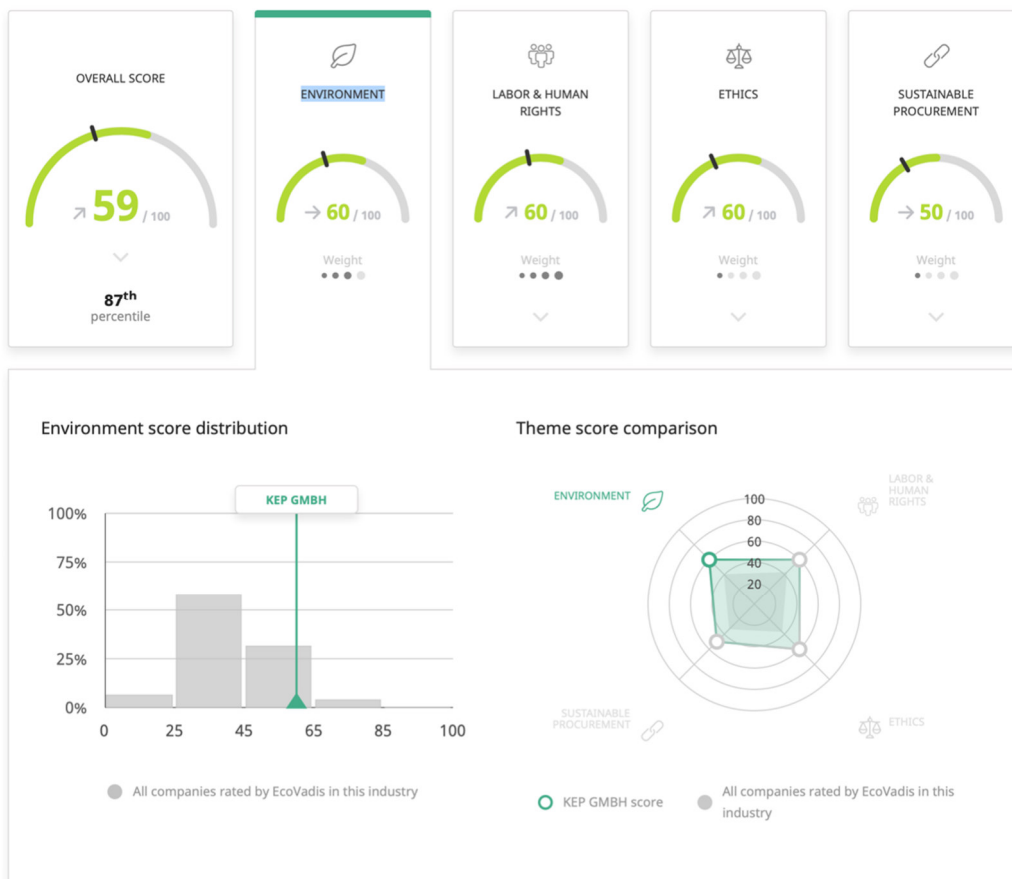 OVERALL SCORE
59 / 100
87th
percentile
ENVIRONMENT
60 / 100
Weight
LABOR & HUMAN
RIGHTS
60 / 100
Weight
ETHICS
60 / 100
Weight
SUSTAINABLE
PROCUREMENT
50 / 100
Weight
Environment score distribution
KEP GMBH
100%
75%
50%
25%
0%
0 25 45 65 85 100
All companies rated by EcoVadis in this industry
Theme score comparison
ENVIRONMENT
LABOR &
HUMAN
RIGHTS
100
80
60
40
20
SUSTAINABLE
PROCUREMENT
ETHICS
KEP GMBH score
All companies rated by EcoVadis in this
industry